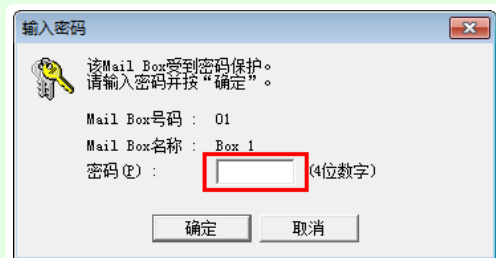 输入密码
该Mail Box受到密码保护。
请输入密码并按“确定”。
Mail Box号码 : 01
Mail Box名称 : Box 1
密码(P) : (4位数字)
确定 取消